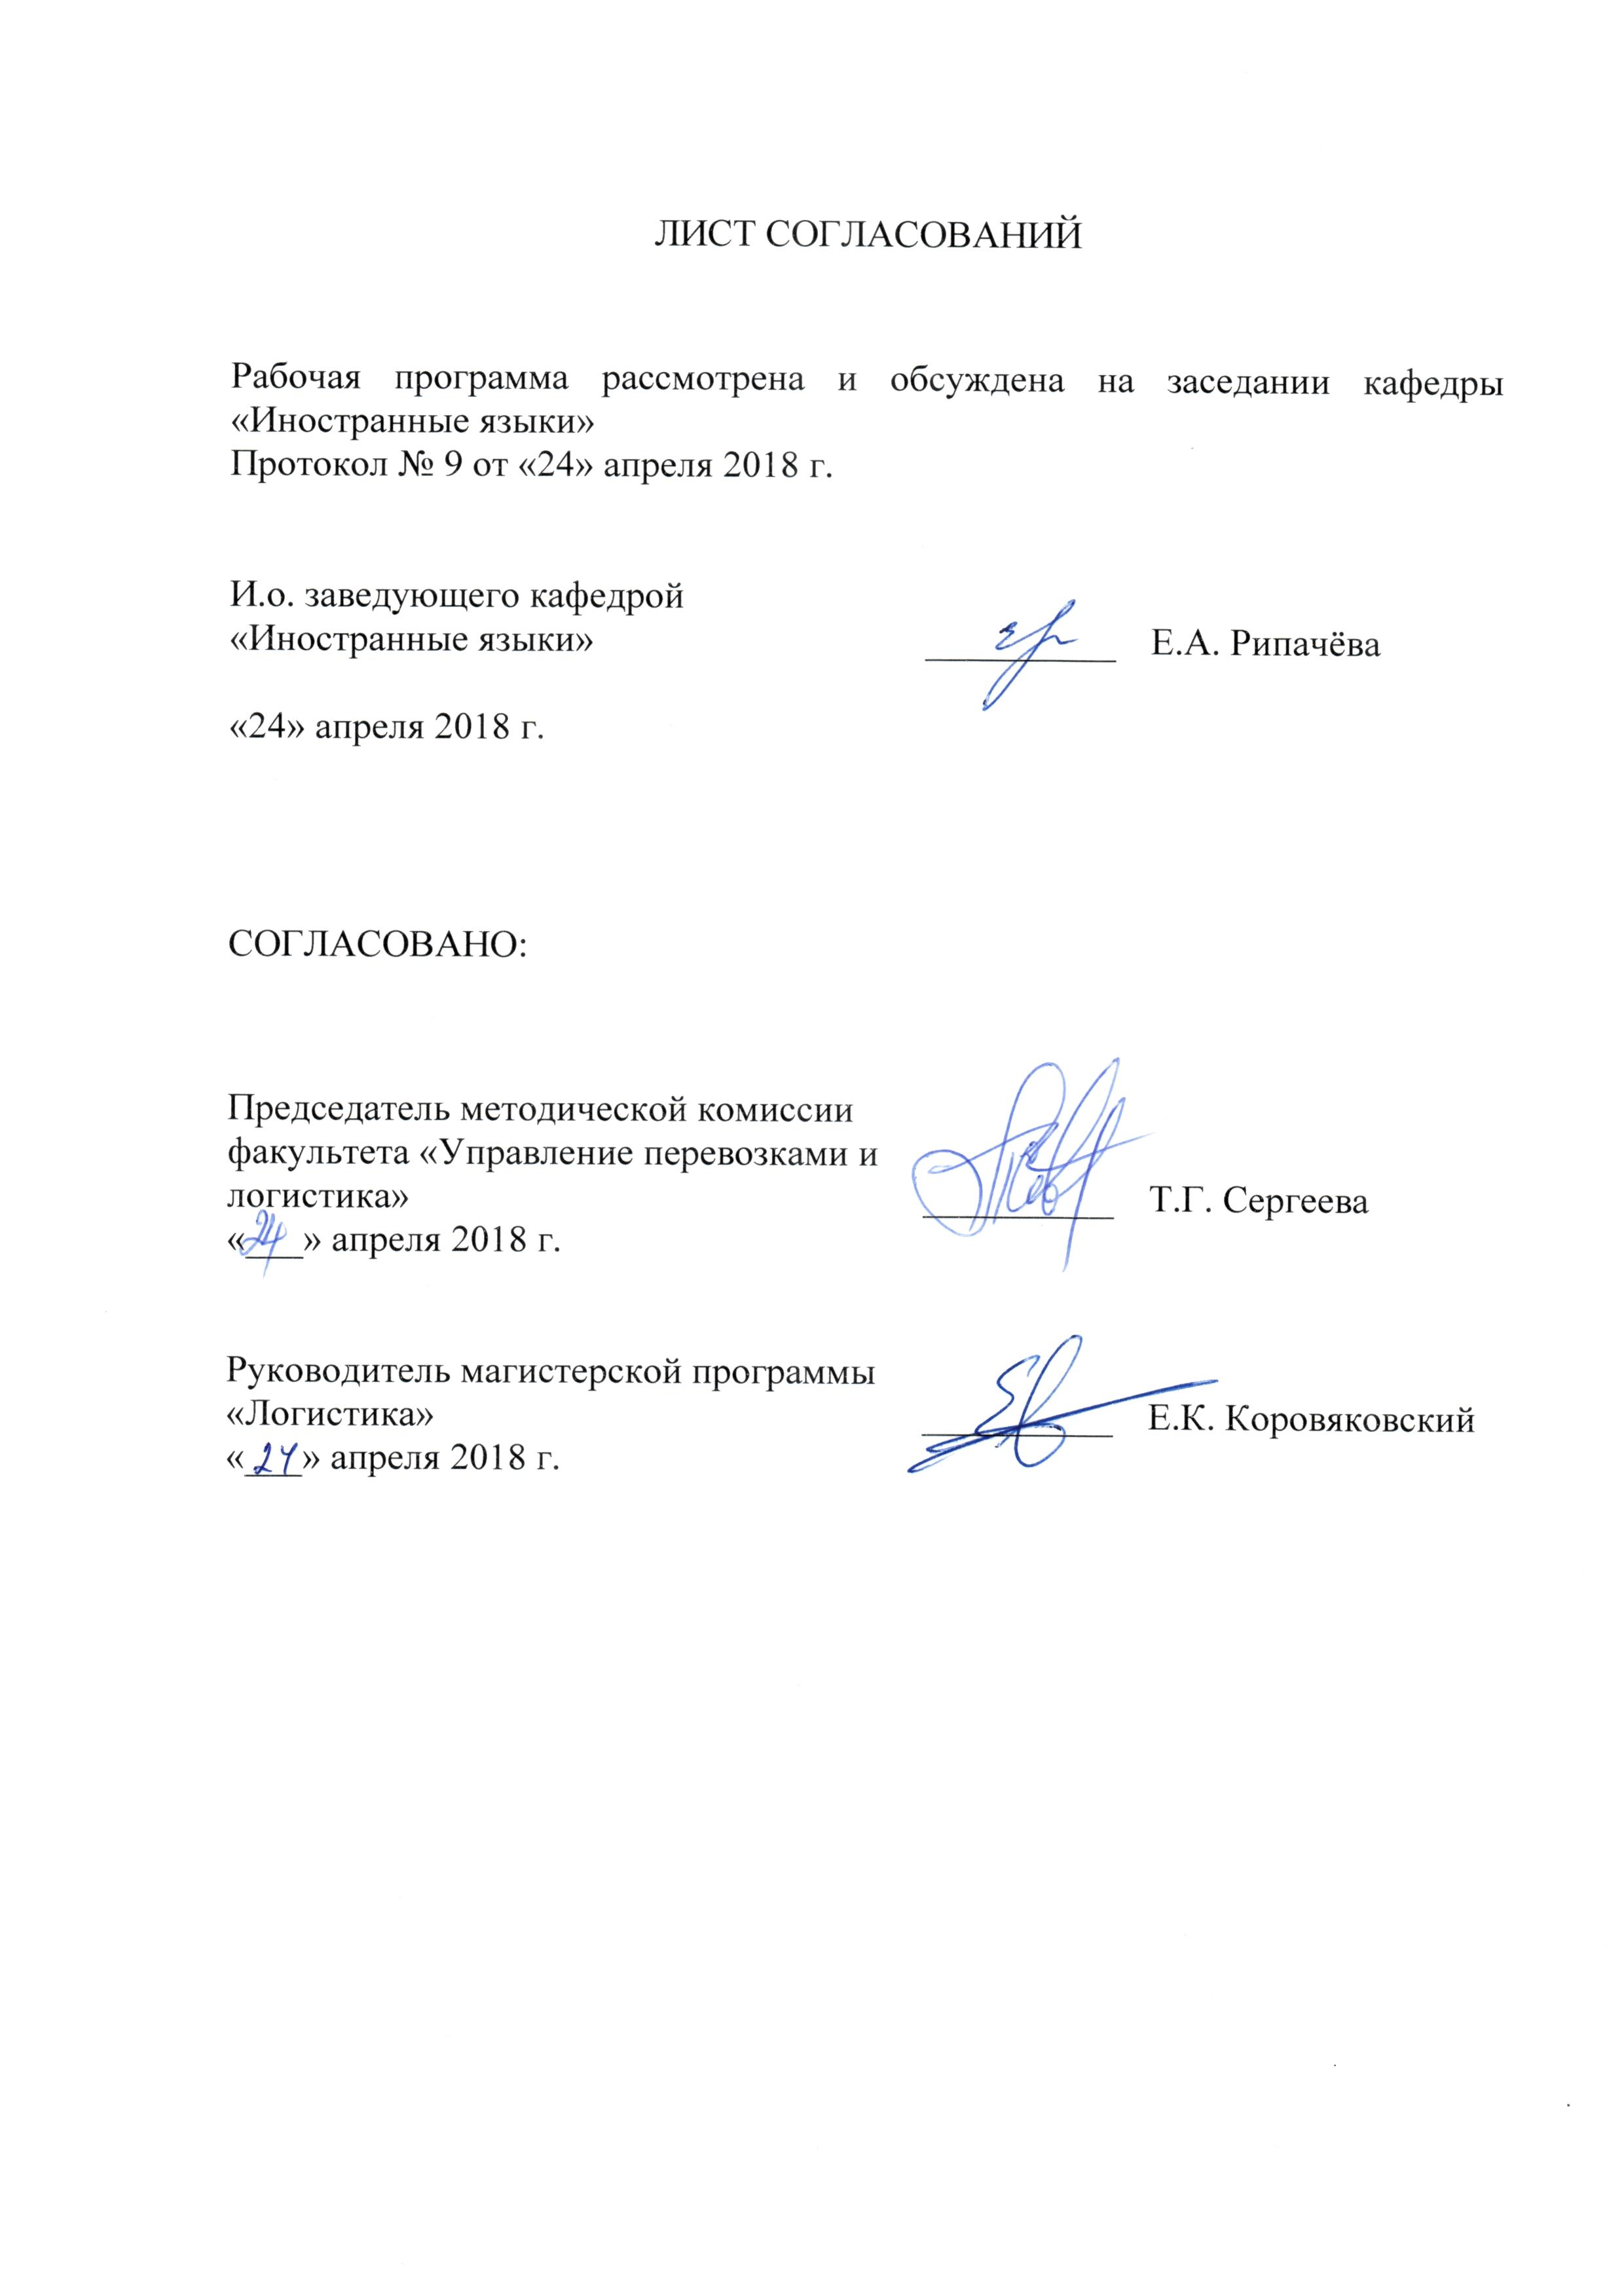 ЛИСТ СОГЛАСОВАНИЙ
Рабочая программа рассмотрена и обсуждена на заседании кафедры
«Иностранные языки»
Протокол № 9 от «24» апреля 2018 г.
И.о. заведующего кафедрой
«Иностранные языки» Е.А. Рипачёва
«24» апреля 2018 г.
СОГЛАСОВАНО:
Председатель методической комиссии
факультета «Управление перевозками и
логистика» Т.Г. Сергеева
«24» апреля 2018 г.
Руководитель магистерской программы
«Логистика» Е.К. Коровяковский
«24» апреля 2018 г.